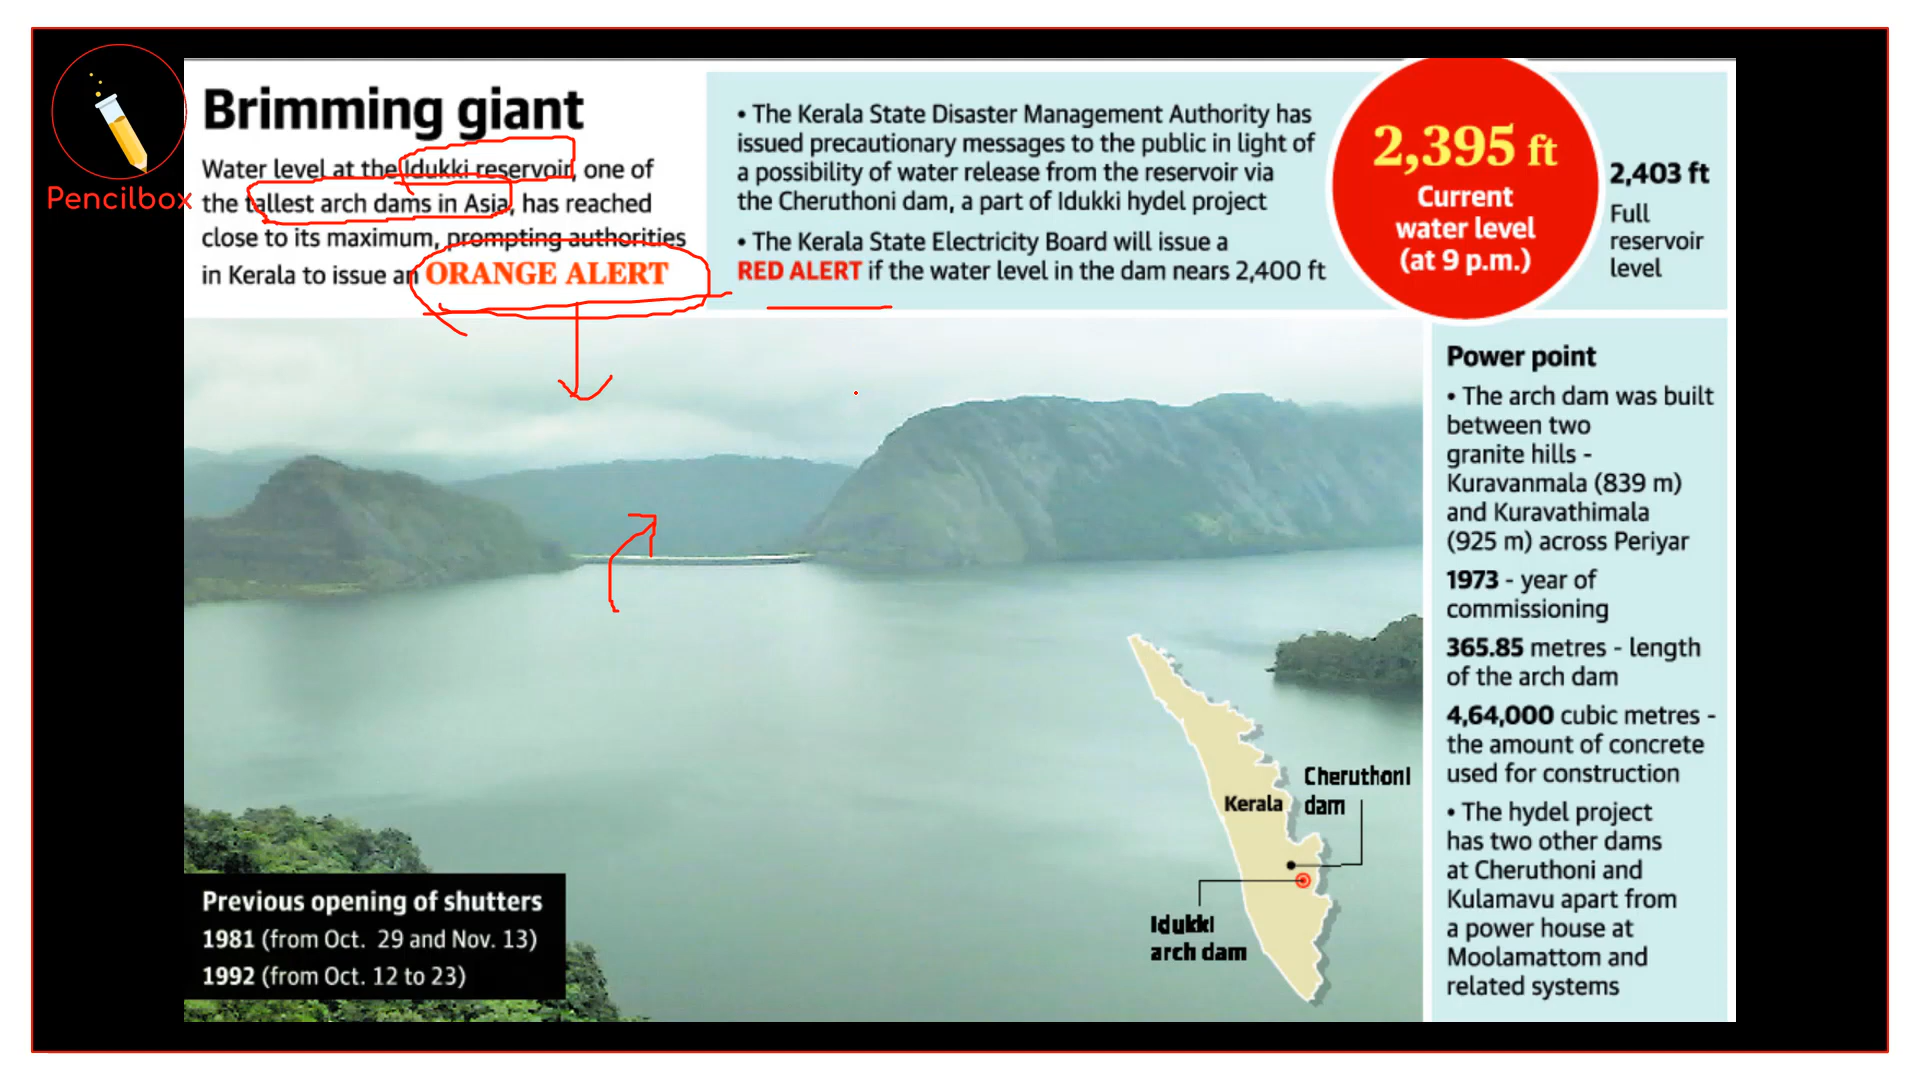 Pencilbox
Brimming giant
Water level at the Idukki reservoir, one of
the tallest arch dams in Asia, has reached
close to its maximum, prompting authorities
in Kerala to issue an ORANGE ALERT
• The Kerala State Disaster Management Authority has
issued precautionary messages to the public in light of
a possibility of water release from the reservoir via
the Cheruthoni dam, a part of Idukki hydel project
• The Kerala State Electricity Board will issue a
RED ALERT if the water level in the dam nears 2,400 ft
2,395 ft
Current
water level
(at 9 p.m.)
2,403 ft
Full
reservoir
level
Power point
• The arch dam was built
between two
granite hills -
Kuravanmala (839 m)
and Kuravathimala
(925 m) across Periyar
1973 - year of
commissioning
365.85 metres - length
of the arch dam
4,64,000 cubic metres -
the amount of concrete
used for construction
• The hydel project
has two other dams
at Cheruthoni and
Kulamavu apart from
a power house at
Moolamattom and
related systems
Cheruthoni
dam
Kerala
Idukki
arch dam
Previous opening of shutters
1981 (from Oct. 29 and Nov. 13)
1992 (from Oct. 12 to 23)